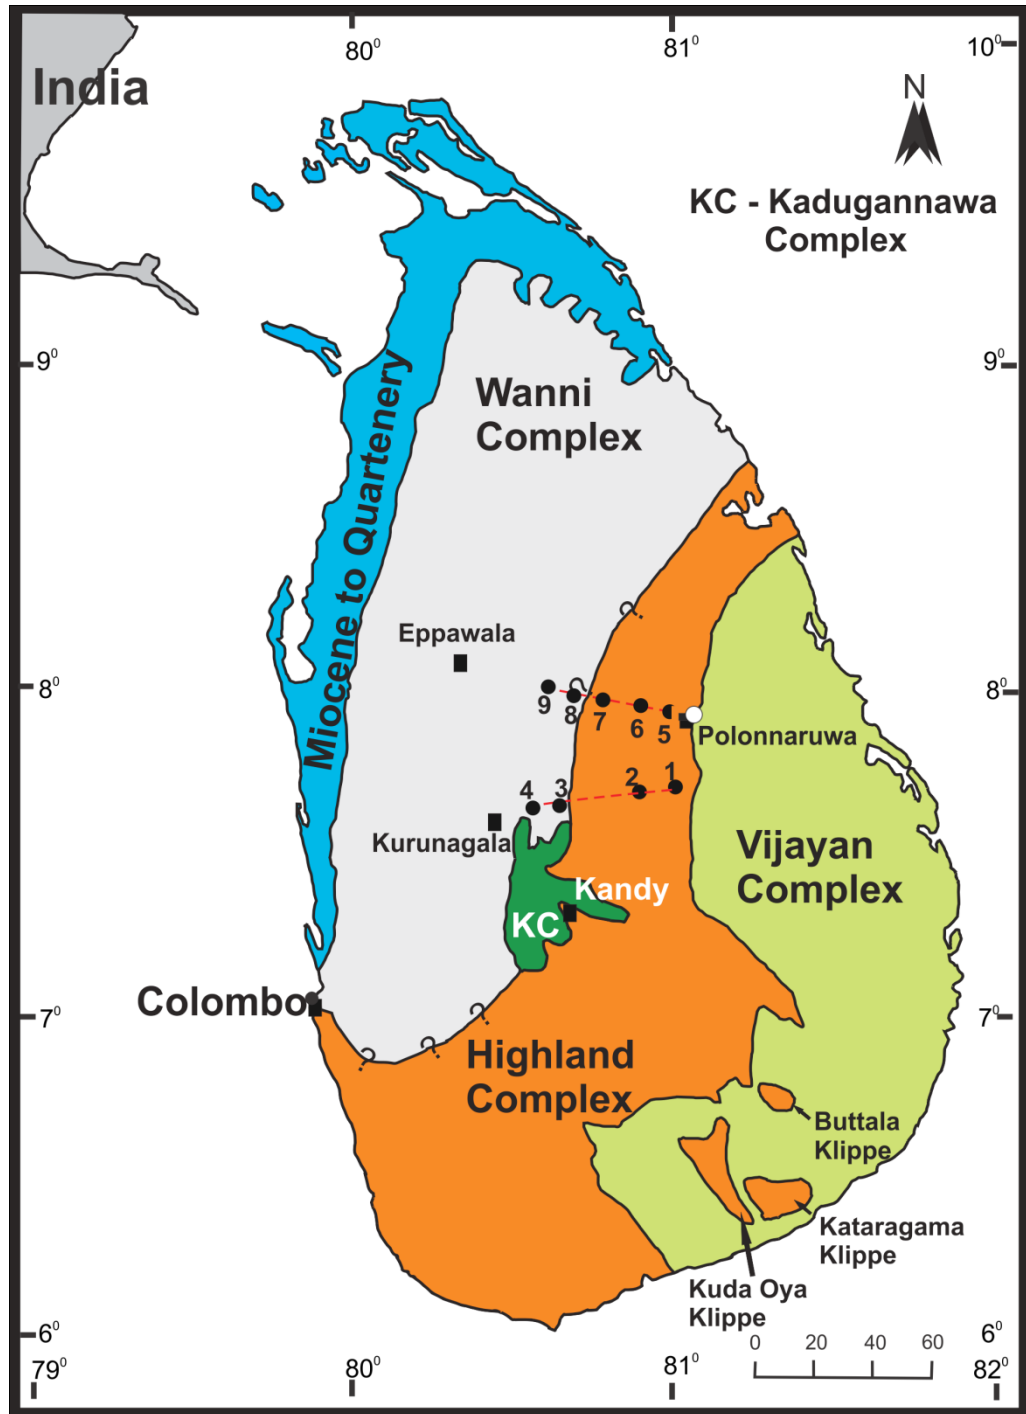 80⁰
81⁰
10⁰
India
N
KC - Kadugannawa
Complex
9⁰
9⁰
Wanni
Complex
Miocene to Quartenery
?
Eppawala
8⁰
8⁰
?
9
8
7
6
5
Polonnaruwa
4
3
2
1
Kurunagala
Vijayan
Complex
Kandy
KC
Colombo
7⁰
7⁰
?
?
?
Highland
Complex
Buttala
Klippe
Kataragama
Klippe
Kuda Oya
Klippe
6⁰
6⁰
0
20
40
60
79⁰
80⁰
81⁰
82⁰